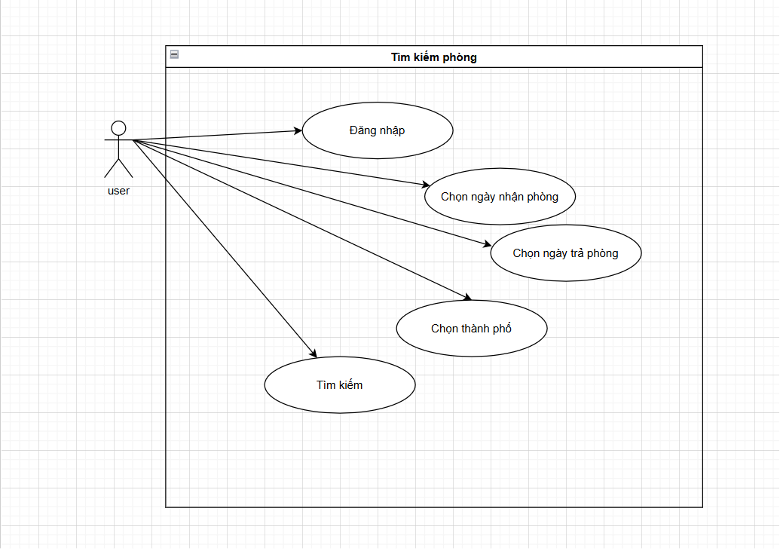 Tìm kiếm phòng
Đăng nhập
user
Chọn ngày nhận phòng
Chọn ngày trả phòng
Chọn thành phố
Tìm kiếm